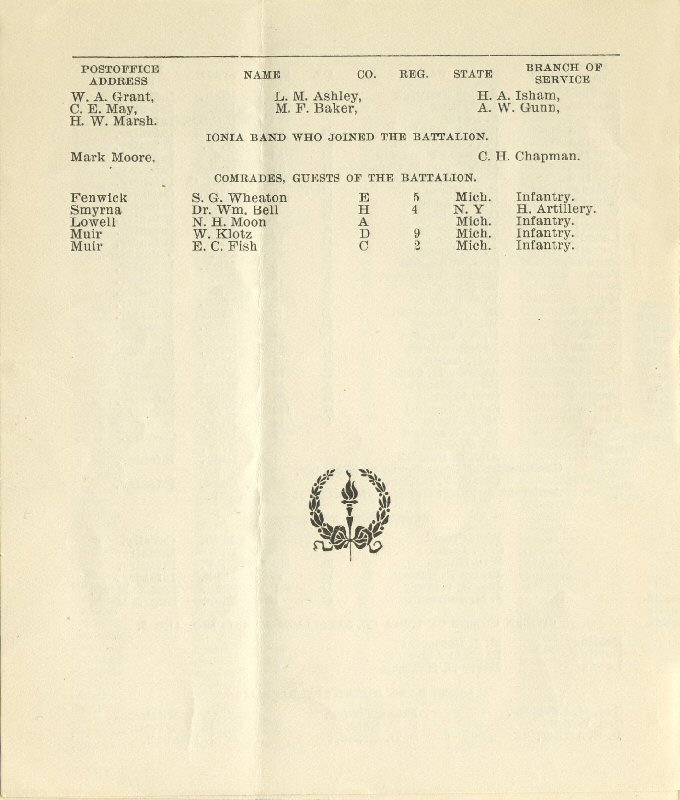 POSTOFFICE ADDRESS NAME CO. REG. STATE BRANCH OF SERVICE
W. A. Grant, L. M. Ashley, H. A. Isham,
C. E. May, M. F. Baker, A. W. Gunn,
H. W. Marsh.
IONIA BAND WHO JOINED THE BATTALION.
Mark Moore. C. H. Chapman.
COMRADES, GUESTS OF THE BATTALION.
Fenwick S. G. Wheaton E 5 Mich. Infantry.
Smyrna Dr. Wm. Bell H 4 N. Y H. Artillery.
Lowell N. H. Moon A Mich. Infantry.
Muir W. Klotz D 9 Mich. Infantry.
Muir E. C. Fish C 2 Mich. Infantry.